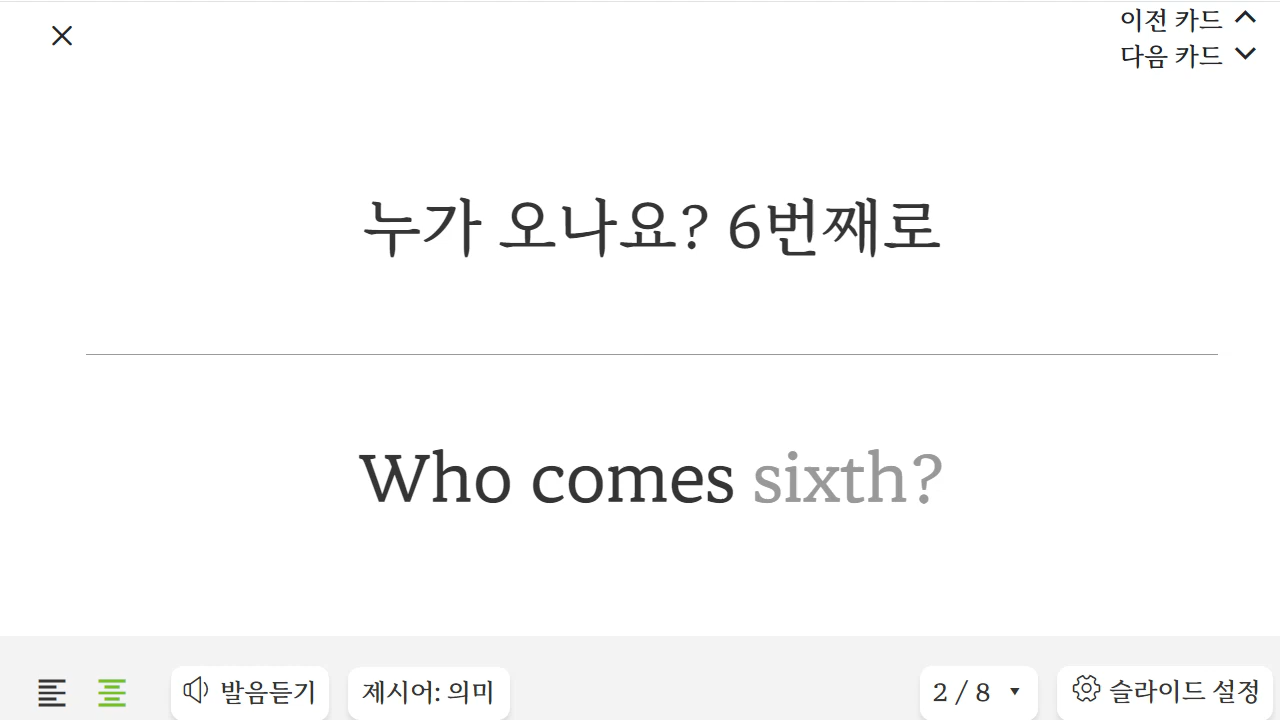 이전 카드
다음 카드
누가 오나요? 6번째로
Who comes sixth?
발음듣기
제시어: 의미
2 / 8
슬라이드 설정